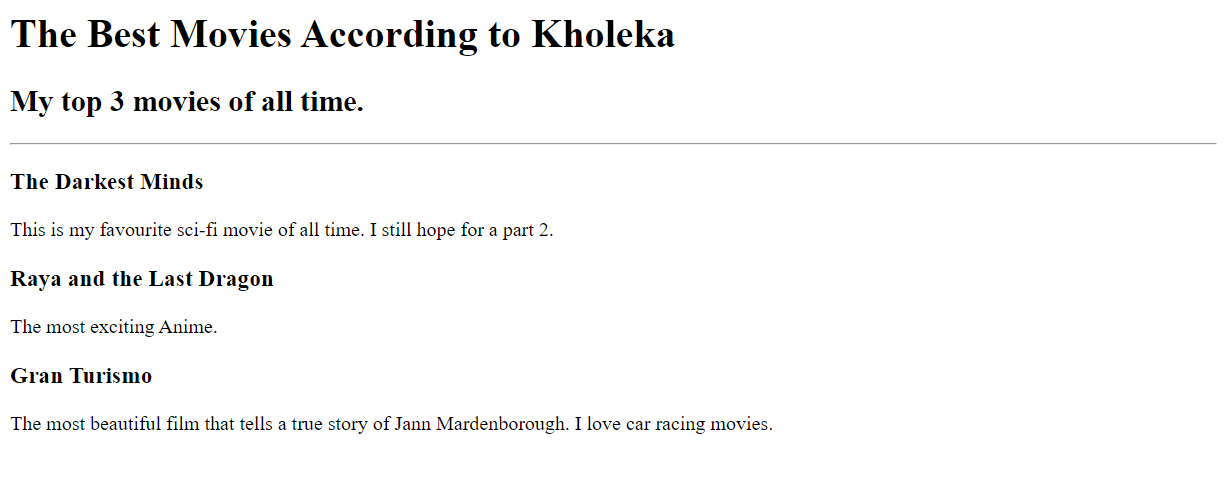 The Best Movies According to Kholeka
My top 3 movies of all time.
The Darkest Minds
This is my favourite sci-fi movie of all time. I still hope for a part 2.
Raya and the Last Dragon
The most exciting Anime.
Gran Turismo
The most beautiful film that tells a true story of Jann Mardenborough. I love car racing movies.